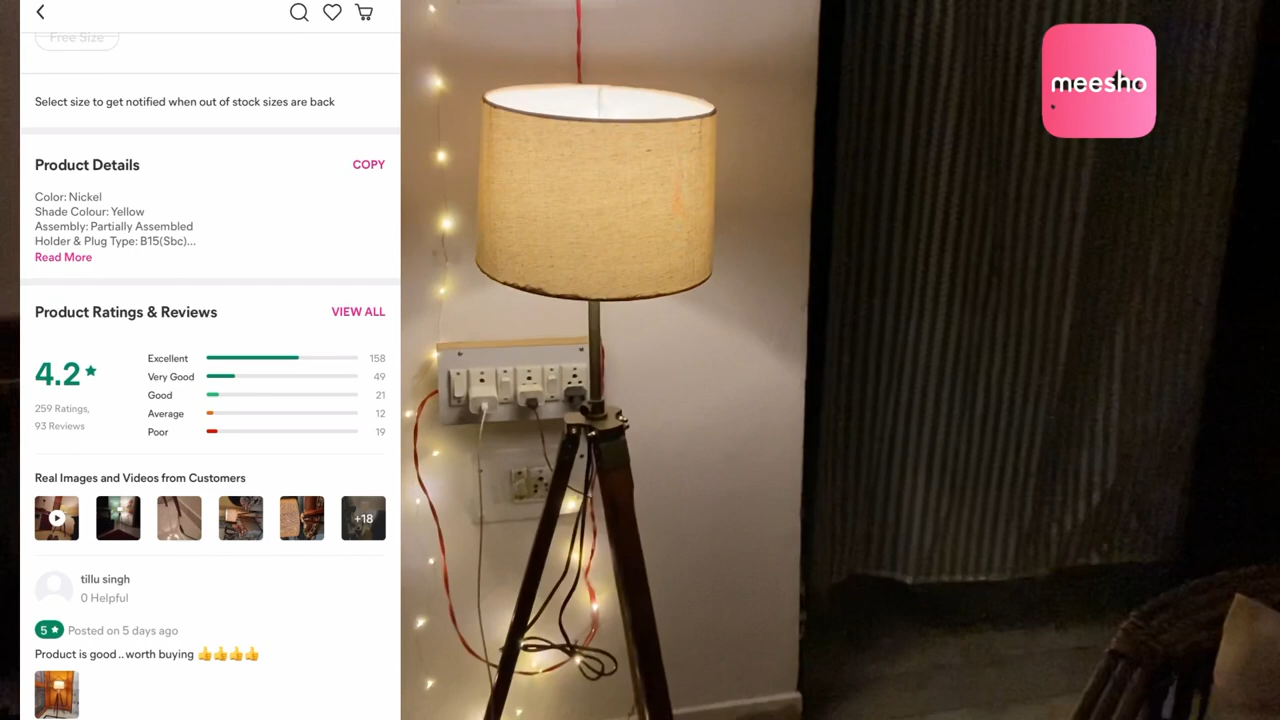 Free Size
Select size to get notified when out of stock sizes are back
Product Details
COPY
Color: Nickel
Shade Colour: Yellow
Assembly: Partially Assembled
Holder & Plug Type: B15(Sbc)...
Read More
Product Ratings & Reviews
VIEW ALL
4.2
259 Ratings,
93 Reviews
Excellent 158
Very Good 49
Good 21
Average 12
Poor 19
Real Images and Videos from Customers
+18
tillu singh
0 Helpful
5 Posted on 5 days ago
Product is good..worth buying 👍👍👍👍
meesho